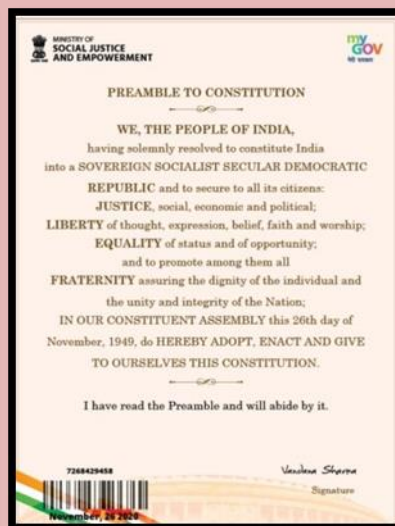 MINISTRY OF
SOCIAL JUSTICE
AND EMPOWERMENT
my
GOV
मेरी सरकार
PREAMBLE TO CONSTITUTION
WE, THE PEOPLE OF INDIA,
having solemnly resolved to constitute India
into a SOVEREIGN SOCIALIST SECULAR DEMOCRATIC
REPUBLIC and to secure to all its citizens:
JUSTICE, social, economic and political;
LIBERTY of thought, expression, belief, faith and worship;
EQUALITY of status and of opportunity;
and to promote among them all
FRATERNITY assuring the dignity of the individual and
the unity and integrity of the Nation;
IN OUR CONSTITUENT ASSEMBLY this 26th day of
November, 1949, do HEREBY ADOPT, ENACT AND GIVE
TO OURSELVES THIS CONSTITUTION.
I have read the Preamble and will abide by it.
7268429458
November, 26 2020
Vandana Sharma
Signature